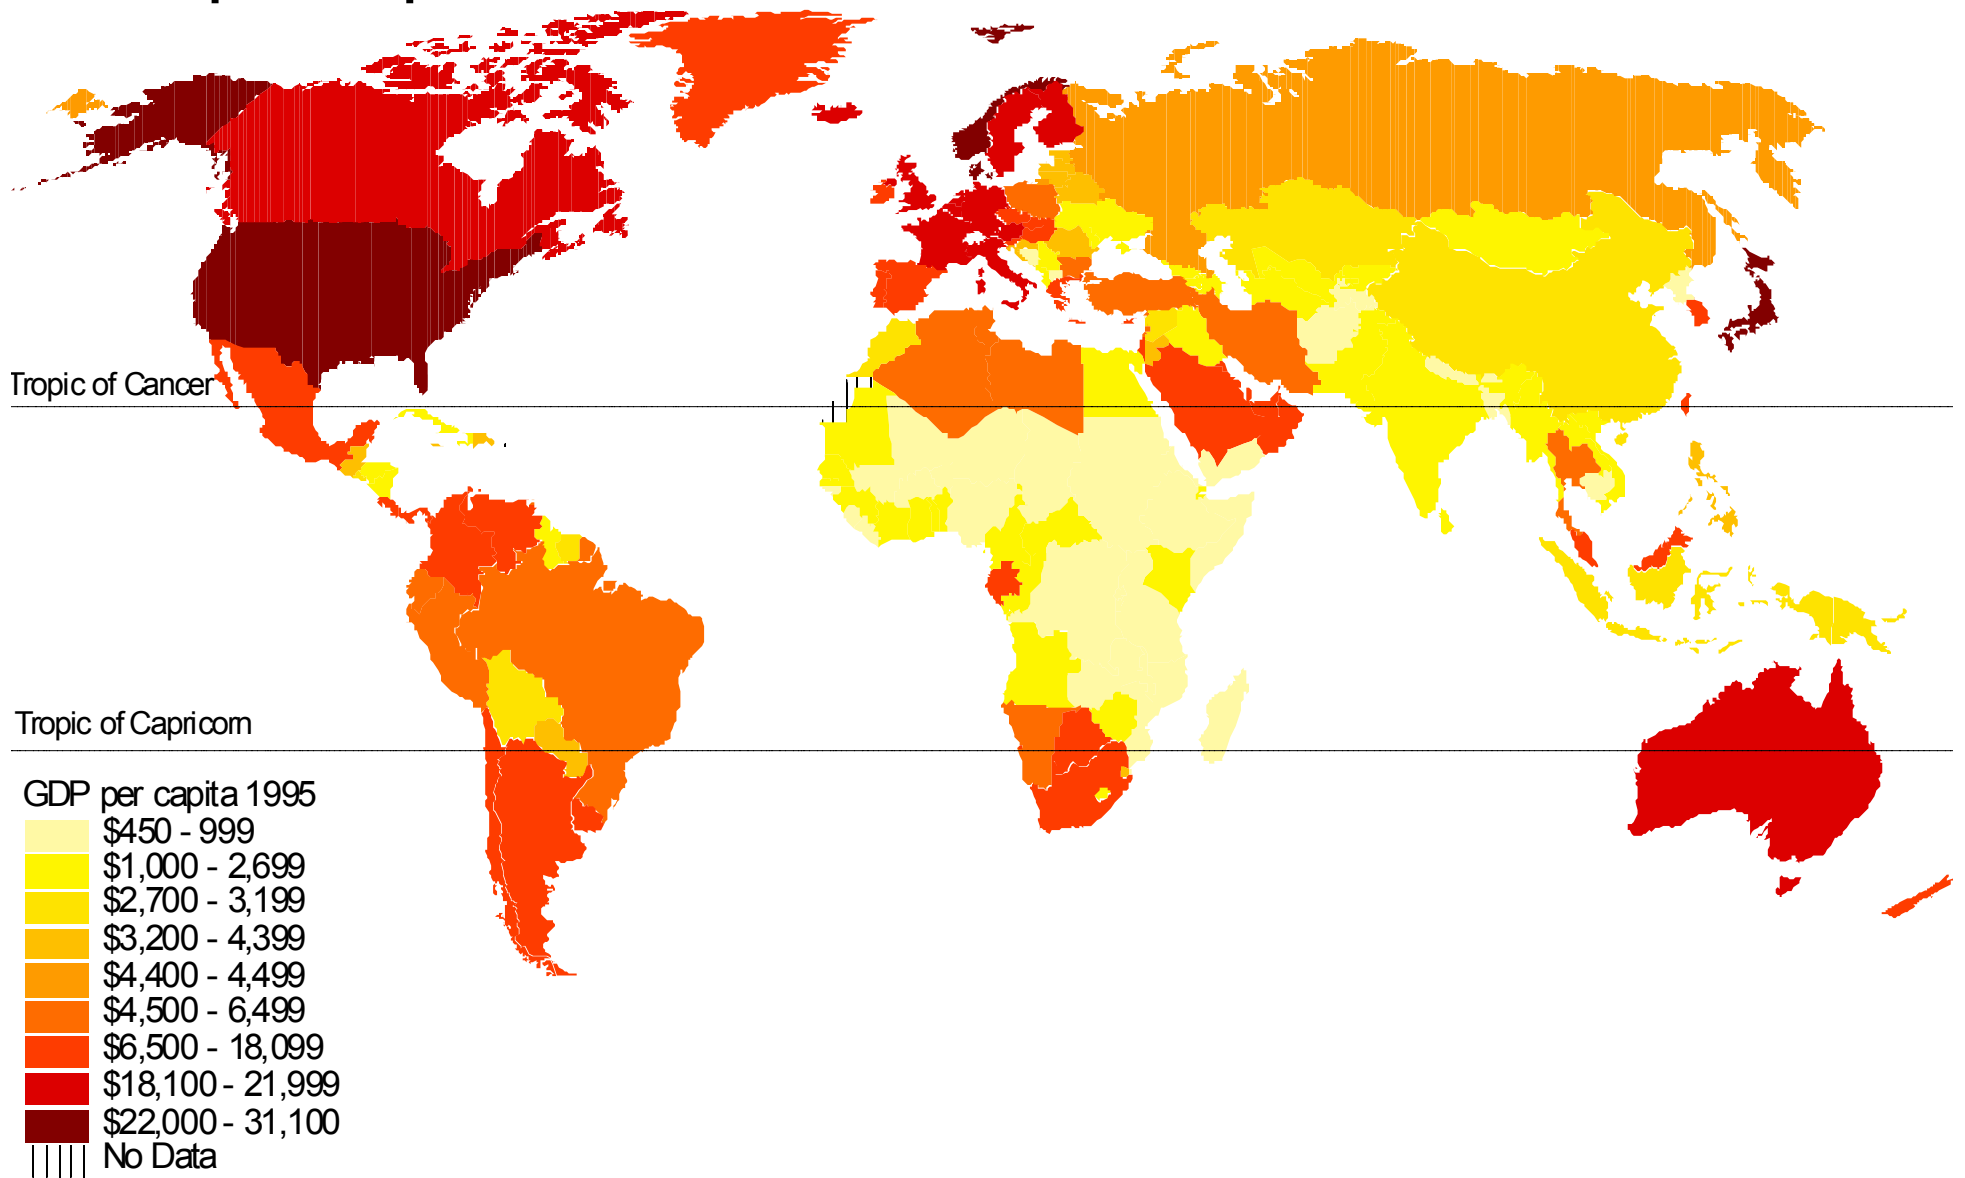 Tropic of Cancer
Tropic of Capricorn
GDP per capita 1995
$450 - 999
$1,000 - 2,699
$2,700 - 3,199
$3,200 - 4,399
$4,400 - 4,499
$4,500 - 6,499
$6,500 - 18,099
$18,100 - 21,999
$22,000 - 31,100
No Data